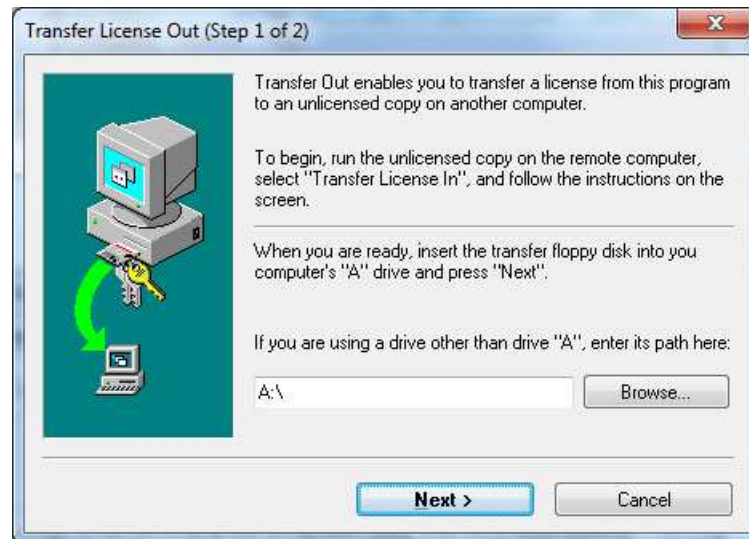 Transfer License Out (Step 1 of 2)
Transfer Out enables you to transfer a license from this program
to an unlicensed copy on another computer.
To begin, run the unlicensed copy on the remote computer,
select "Transfer License In", and follow the instructions on the
screen.
When you are ready, insert the transfer floppy disk into you
computer's "A" drive and press "Next".
If you are using a drive other than drive "A", enter its path here:
A:\
Browse...
Next >
Cancel